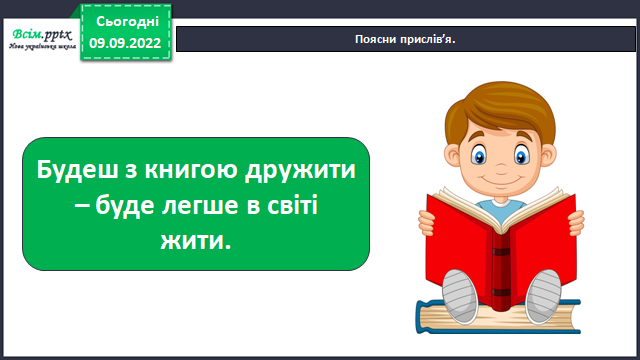 Всім.pptx
Нова українська школа
Сьогодні
09.09.2022
Поясни прислів’я.
Будеш з книгою дружити
– буде легше в світі
жити.